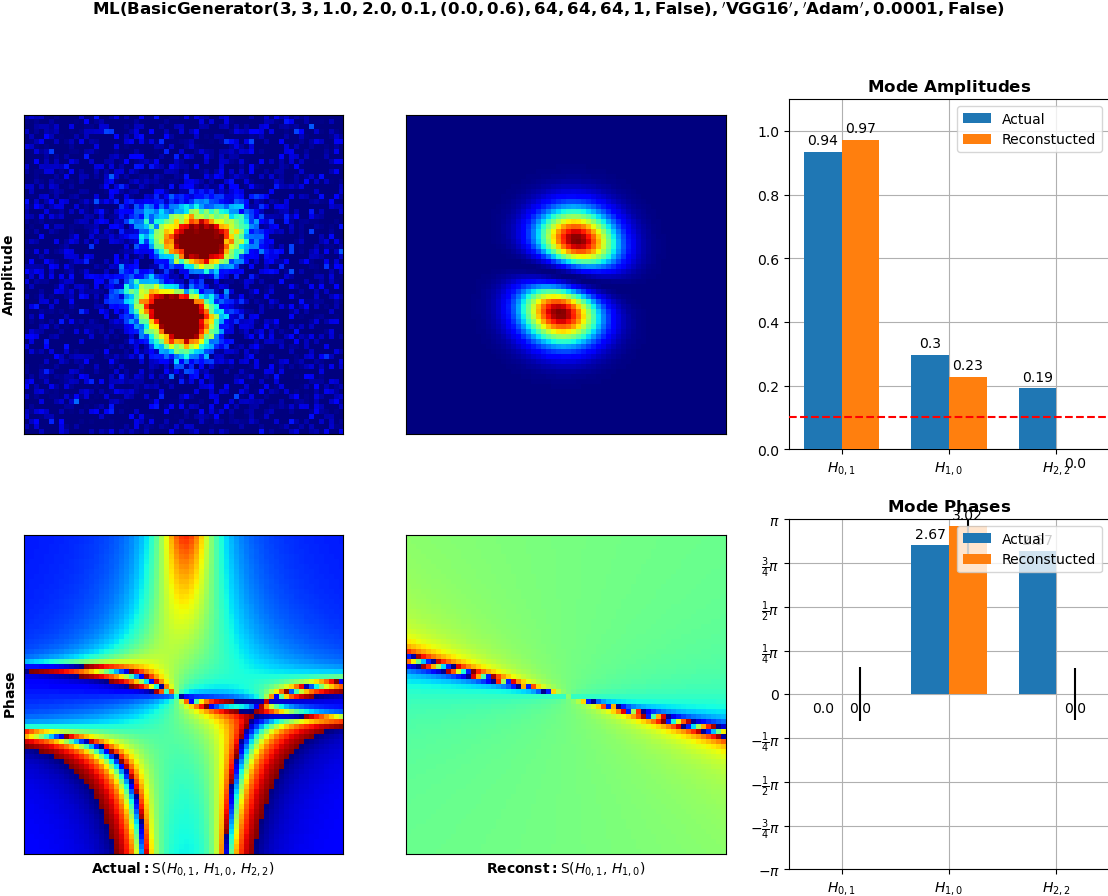 ML(BasicGenerator(3, 3, 1.0, 2.0, 0.1, (0.0, 0.6), 64, 64, 64, 1, False), ′VGG16′, ′Adam′, 0.0001, False)
Amplitude
Mode Amplitudes
Actual
Reconstucted
1.0
0.8
0.6
0.4
0.2
0.0
0.94
0.97
0.3
0.23
0.19
0.0
H0,1
H1,0
H2,2
Phase
Actual: S(H0,1, H1,0, H2,2)
Reconst: S(H0,1, H1,0)
Mode Phases
Actual
Reconstucted
π
3/4π
1/2π
1/4π
0
−1/4π
−1/2π
−3/4π
−π
0.0
0.0
2.67
3.02
0.0
H0,1
H1,0
H2,2